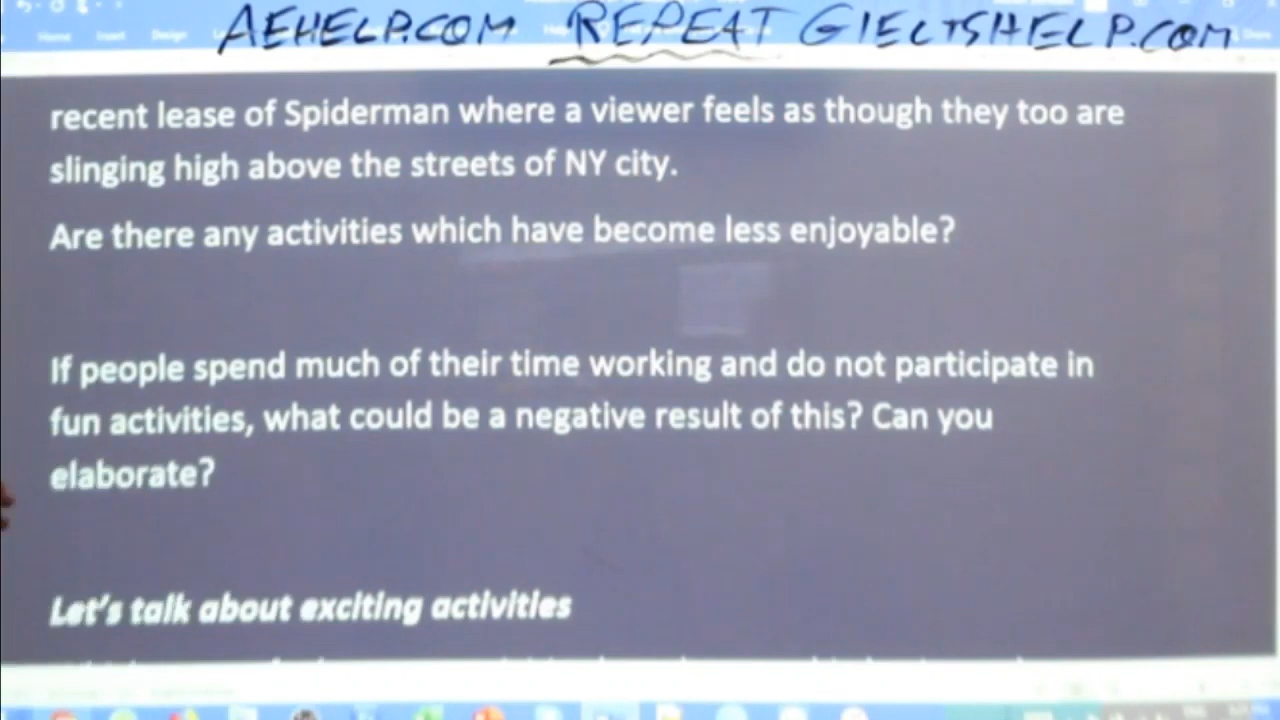 AEHELP.COM REPEAT GIELTSHELP.COM
Home Insert Design
recent lease of Spiderman where a viewer feels as though they too are
slinging high above the streets of NY city.
Are there any activities which have become less enjoyable?
If people spend much of their time working and do not participate in
fun activities, what could be a negative result of this? Can you
elaborate?
Let's talk about exciting activities